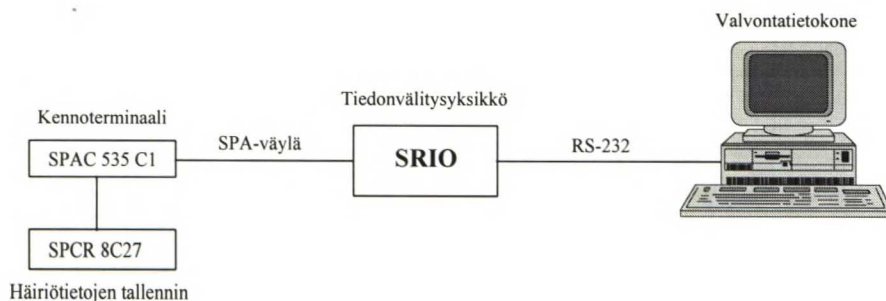 Valvontatietokone
Tiedonvälitysyksikkö
Kennoterminaali
SPAC 535 C1
SPA-väylä
SRIO
RS-232
SPCR 8C27
Häiriötietojen tallennin